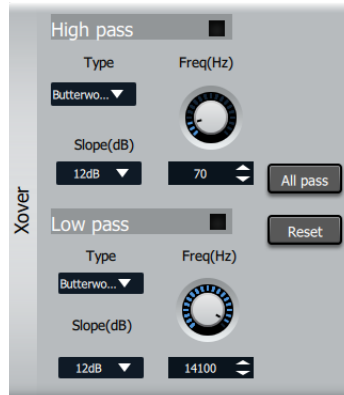 Xover
High pass
Type Freq(Hz)
Butterwo...
Slope(dB)
12dB 70
All pass
Reset
Low pass
Type Freq(Hz)
Butterwo...
Slope(dB)
12dB 14100